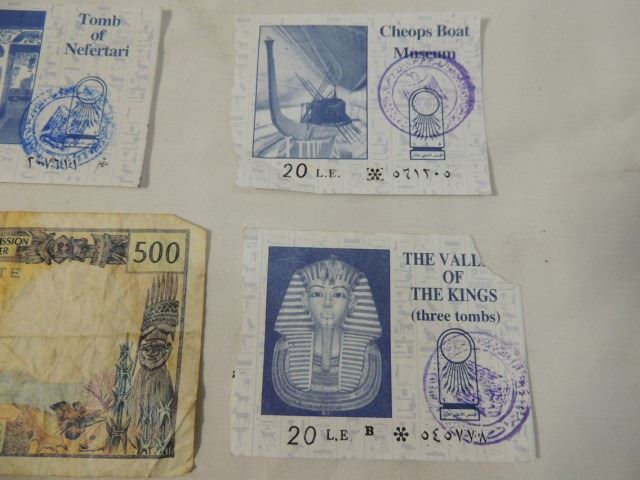 Tomb
of
Nefertari
Cheops Boat
Museum
20 L.E. ٥٦١٢٠٥
500
THE VALL
OF
THE KINGS
(three tombs)
20 L.E B ٥٤٥٧٧٨